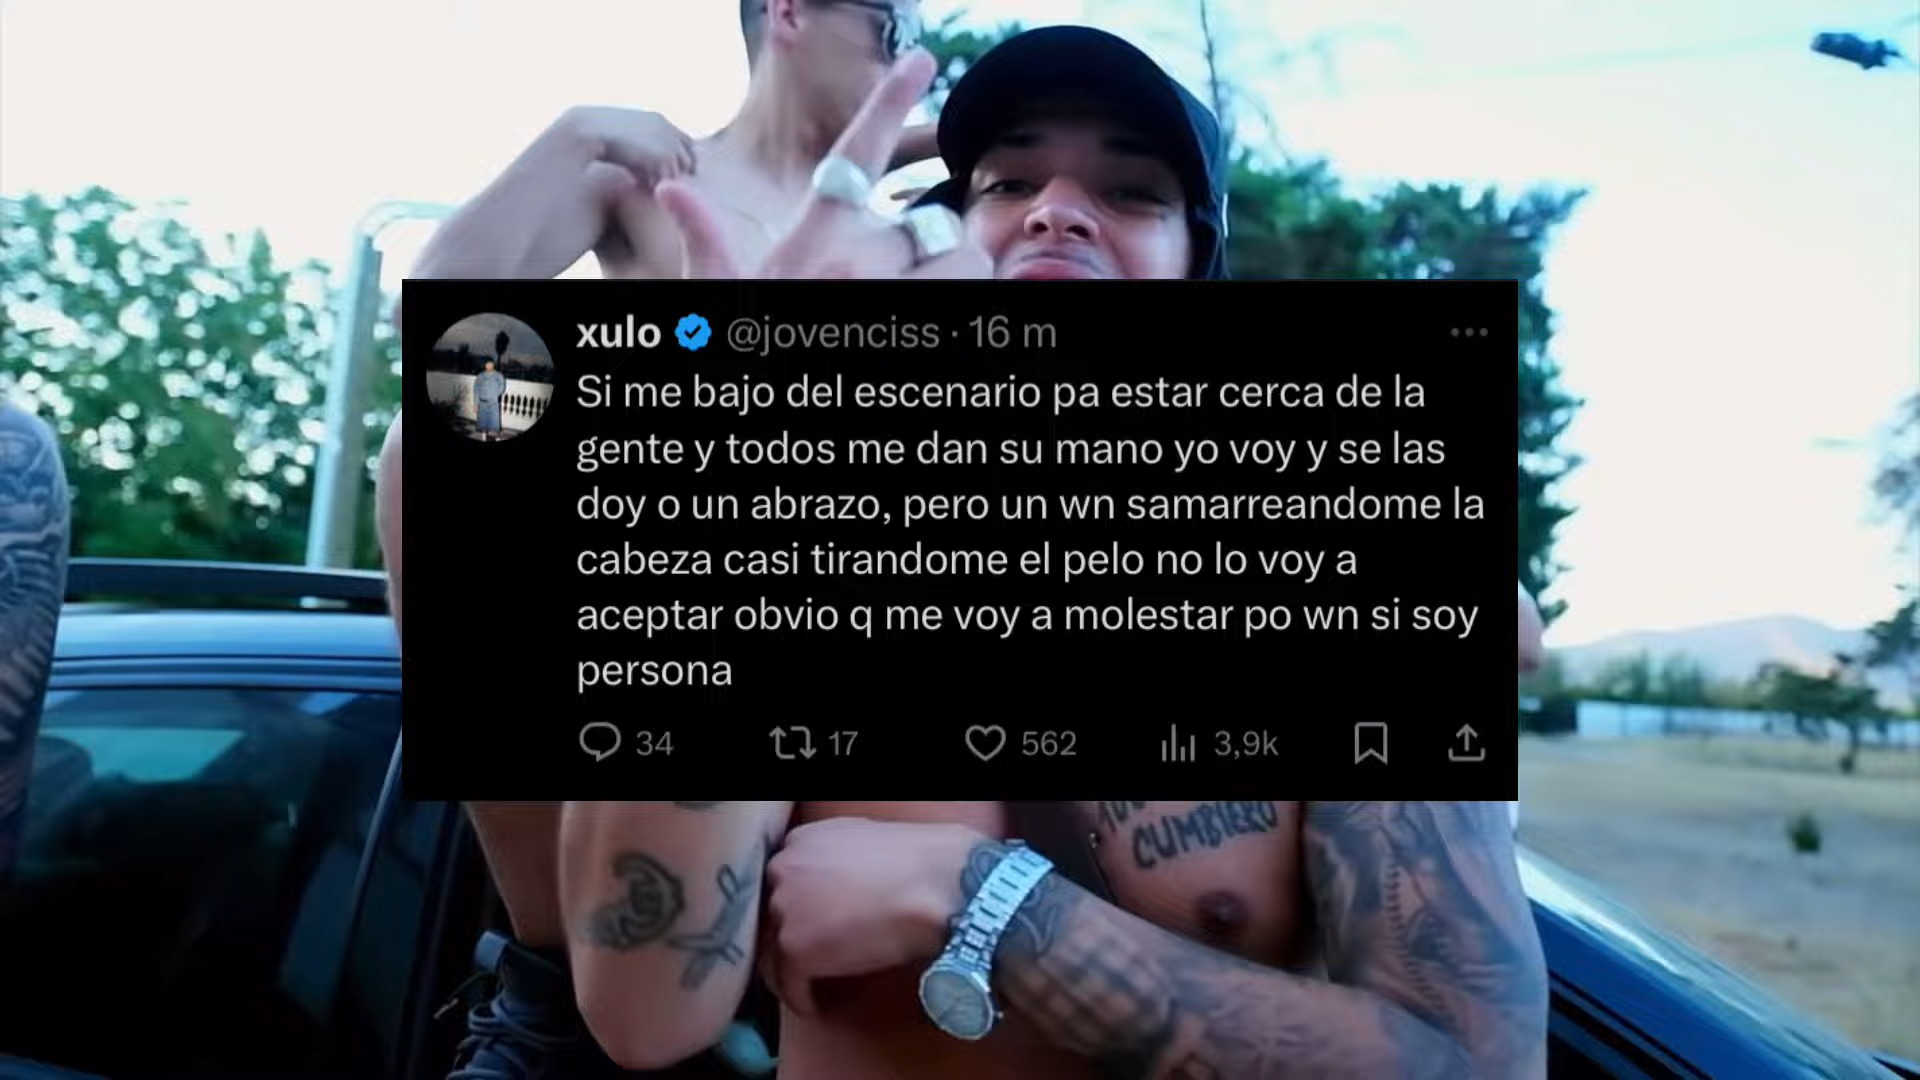 xulo @jovenciss · 16 m
Si me bajo del escenario pa estar cerca de la
gente y todos me dan su mano yo voy y se las
doy o un abrazo, pero un wn samarreandome la
cabeza casi tirandome el pelo no lo voy a
aceptar obvio q me voy a molestar po wn si soy
persona
34 17 562 3,9k
CUMBIERO